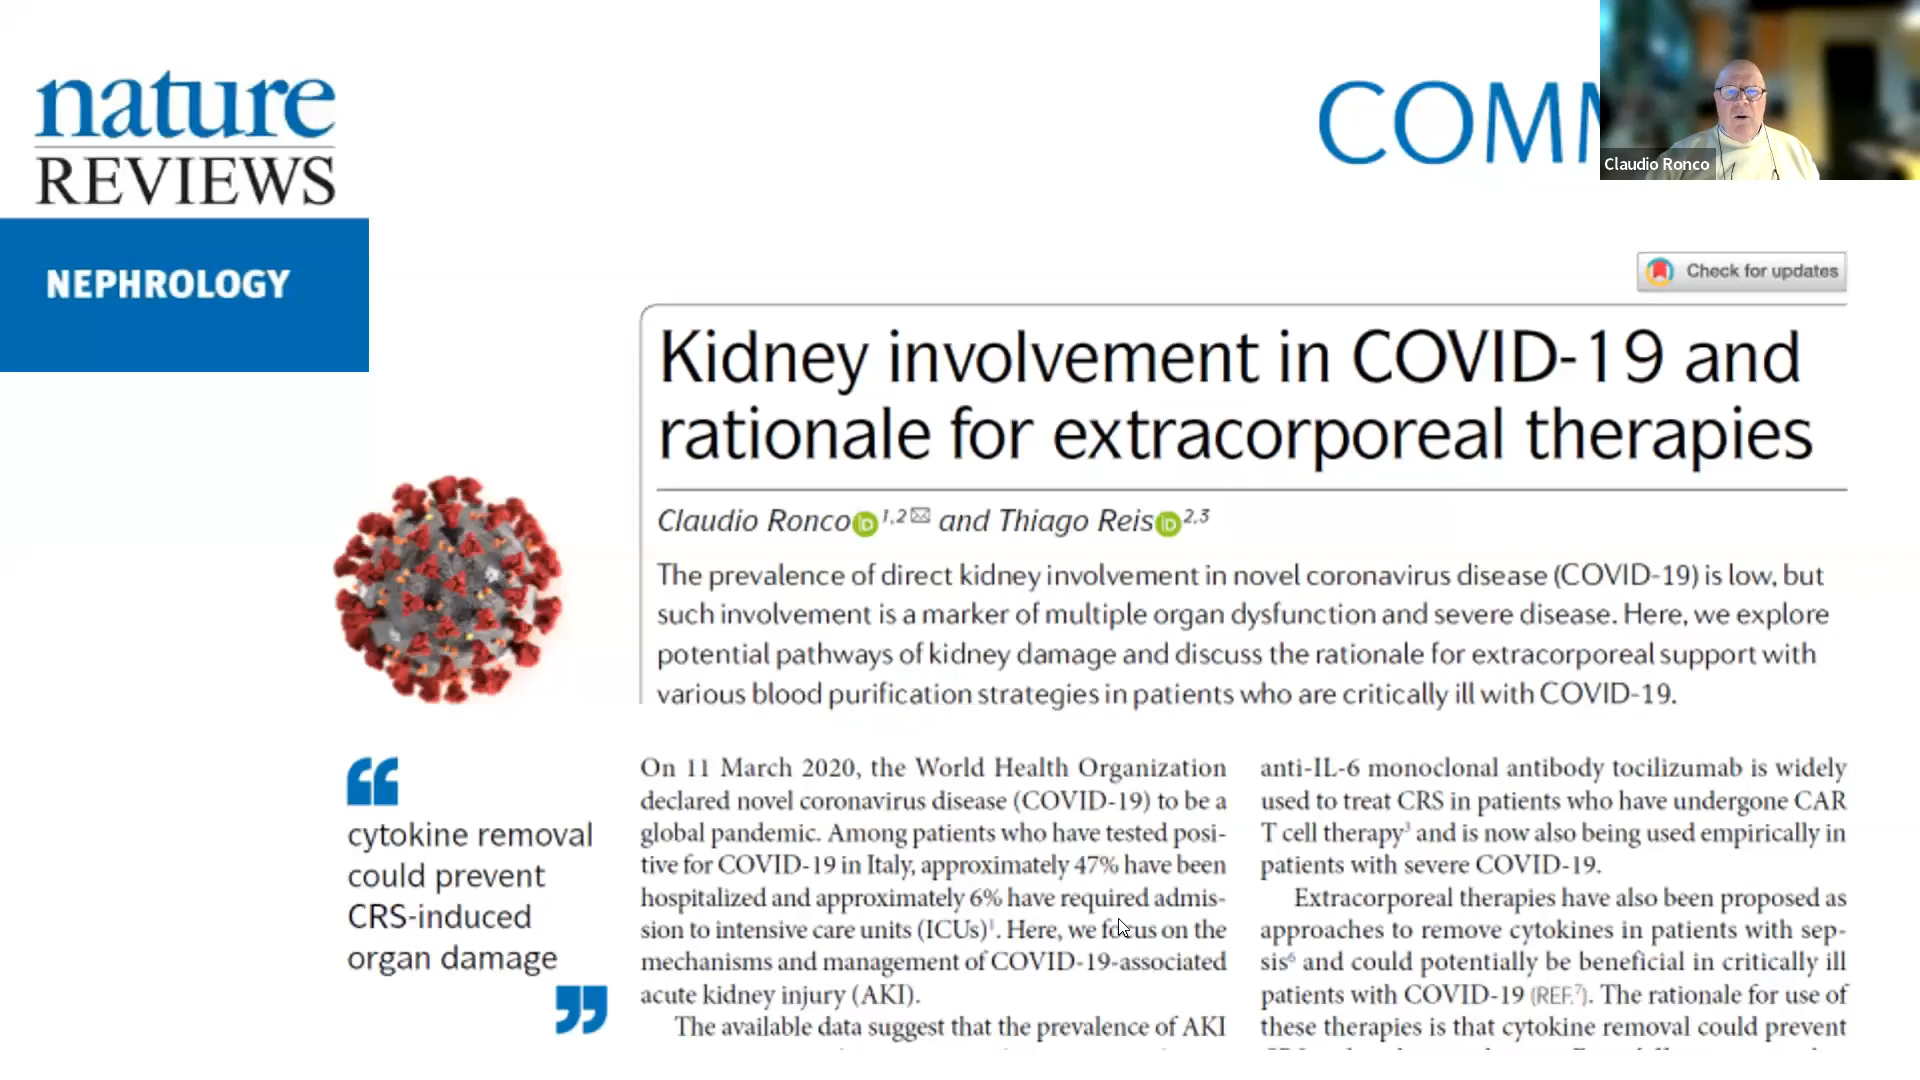 nature
REVIEWS
NEPHROLOGY
COMM
Claudio Ronco
Check for updates
Kidney involvement in COVID-19 and
rationale for extracorporeal therapies
Claudio Ronco iD 1,2 and Thiago Reis iD 2,3
The prevalence of direct kidney involvement in novel coronavirus disease (COVID-19) is low, but
such involvement is a marker of multiple organ dysfunction and severe disease. Here, we explore
potential pathways of kidney damage and discuss the rationale for extracorporeal support with
various blood purification strategies in patients who are critically ill with COVID-19.
“
cytokine removal
could prevent
CRS-induced
organ damage
”
On 11 March 2020, the World Health Organization
declared novel coronavirus disease (COVID-19) to be a
global pandemic. Among patients who have tested posi-
tive for COVID-19 in Italy, approximately 47% have been
hospitalized and approximately 6% have required admis-
sion to intensive care units (ICUs)1. Here, we focus on the
mechanisms and management of COVID-19-associated
acute kidney injury (AKI).
The available data suggest that the prevalence of AKI
anti-IL-6 monoclonal antibody tocilizumab is widely
used to treat CRS in patients who have undergone CAR
T cell therapy3 and is now also being used empirically in
patients with severe COVID-19.
Extracorporeal therapies have also been proposed as
approaches to remove cytokines in patients with sep-
sis6 and could potentially be beneficial in critically ill
patients with COVID-19 (REF.7). The rationale for use of
these therapies is that cytokine removal could prevent